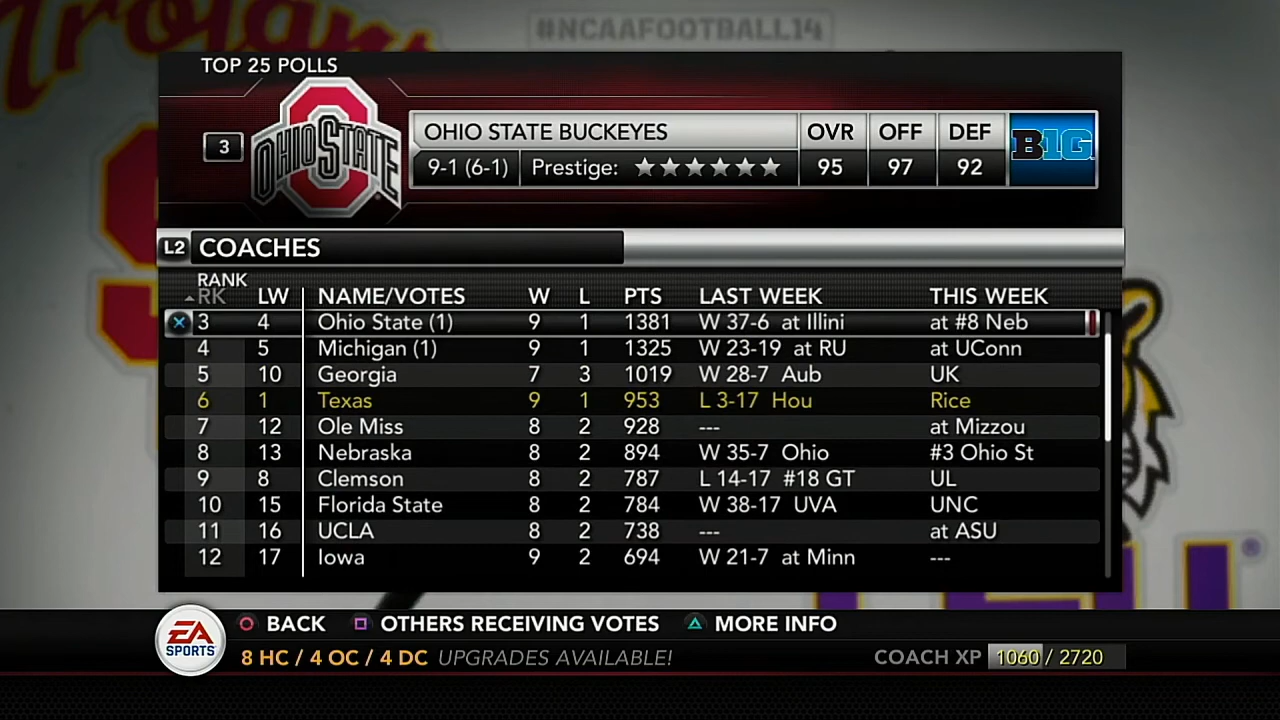 Trojans
#NCAAFOOTBALL14
TOP 25 POLLS
3
OHIO STATE
OHIO STATE BUCKEYES OVR OFF DEF
B1G
9-1 (6-1) Prestige: 95 97 92
L2 COACHES
RANK
RK LW NAME/VOTES W L PTS LAST WEEK THIS WEEK
3 4 Ohio State (1) 9 1 1381 W 37-6 at Illini at #8 Neb
4 5 Michigan (1) 9 1 1325 W 23-19 at RU at UConn
5 10 Georgia 7 3 1019 W 28-7 Aub UK
6 1 Texas 9 1 953 L 3-17 Hou Rice
7 12 Ole Miss 8 2 928 --- at Mizzou
8 13 Nebraska 8 2 894 W 35-7 Ohio #3 Ohio St
9 8 Clemson 8 2 787 L 14-17 #18 GT UL
10 15 Florida State 8 2 784 W 38-17 UVA UNC
11 16 UCLA 8 2 738 --- at ASU
12 17 Iowa 9 2 694 W 21-7 at Minn ---
EA SPORTS
BACK OTHERS RECEIVING VOTES MORE INFO
8 HC / 4 OC / 4 DC UPGRADES AVAILABLE! COACH XP 1060 / 2720